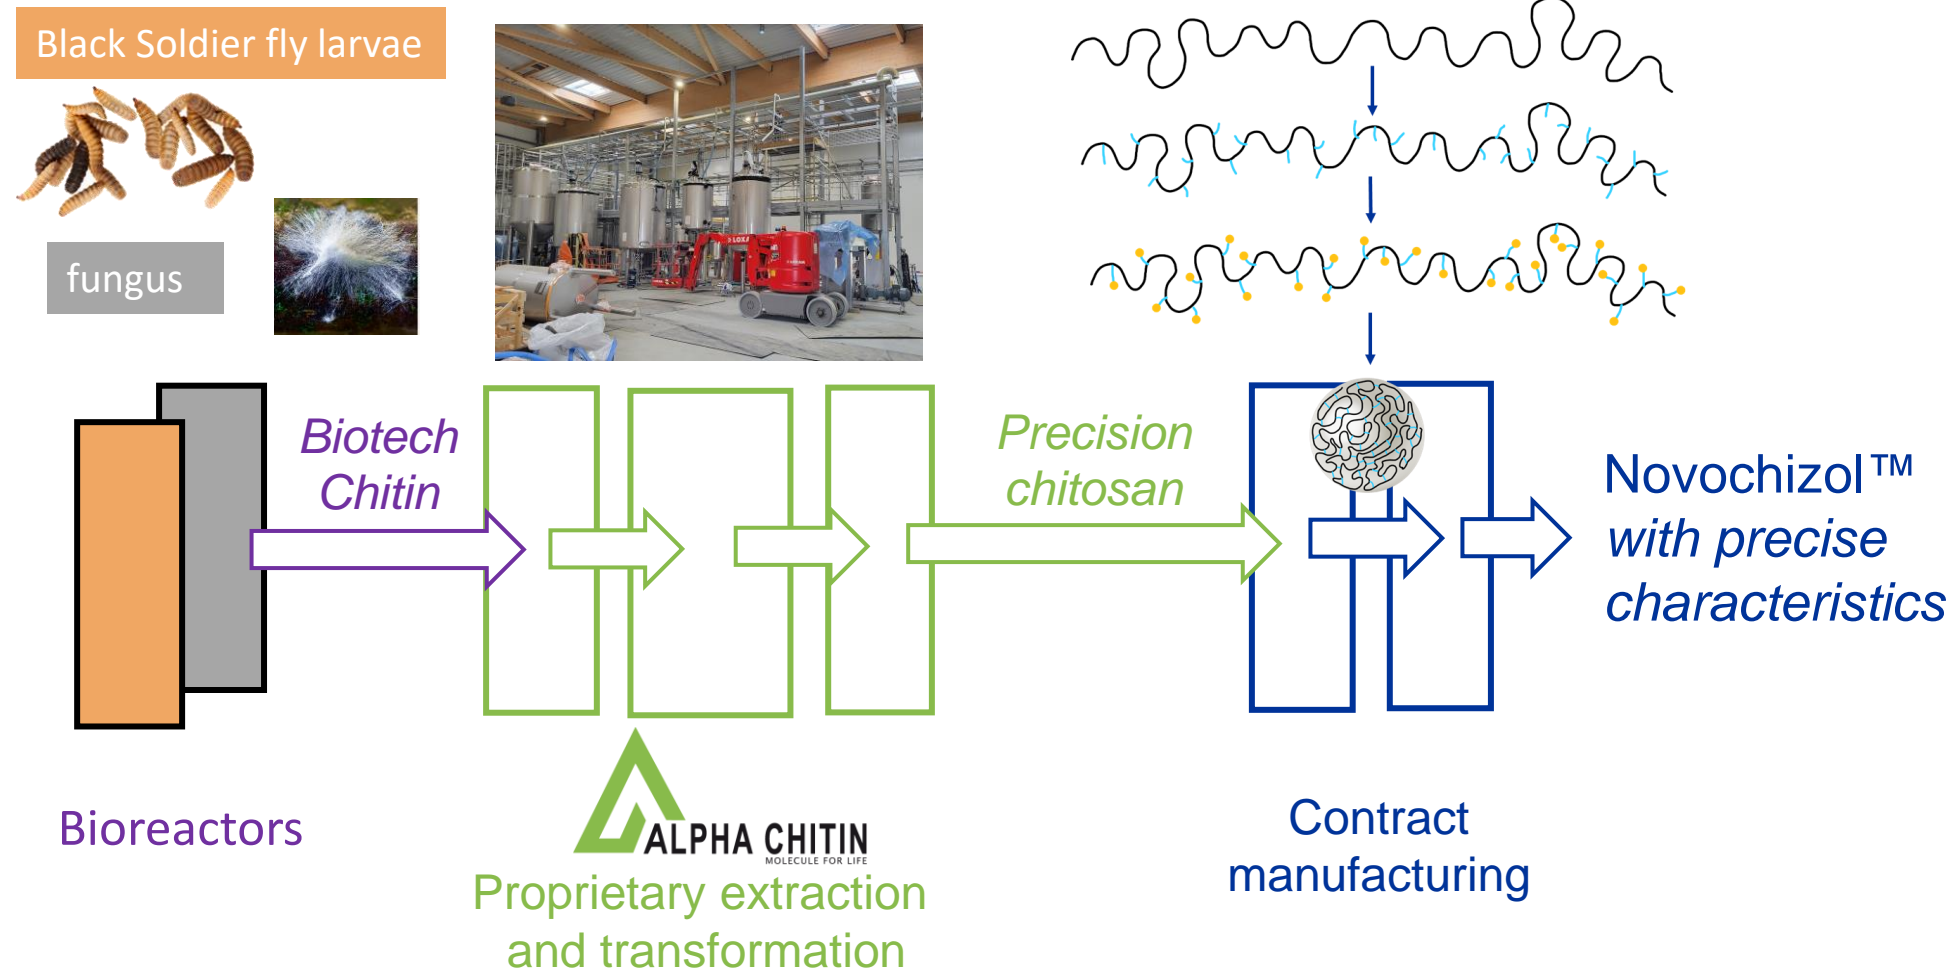 Black Soldier fly larvae
fungus
Biotech
Chitin
Precision
chitosan
Novochizol™
with precise
characteristics
Bioreactors
ALPHA CHITIN
MOLECULE FOR LIFE
Proprietary extraction
and transformation
Contract
manufacturing